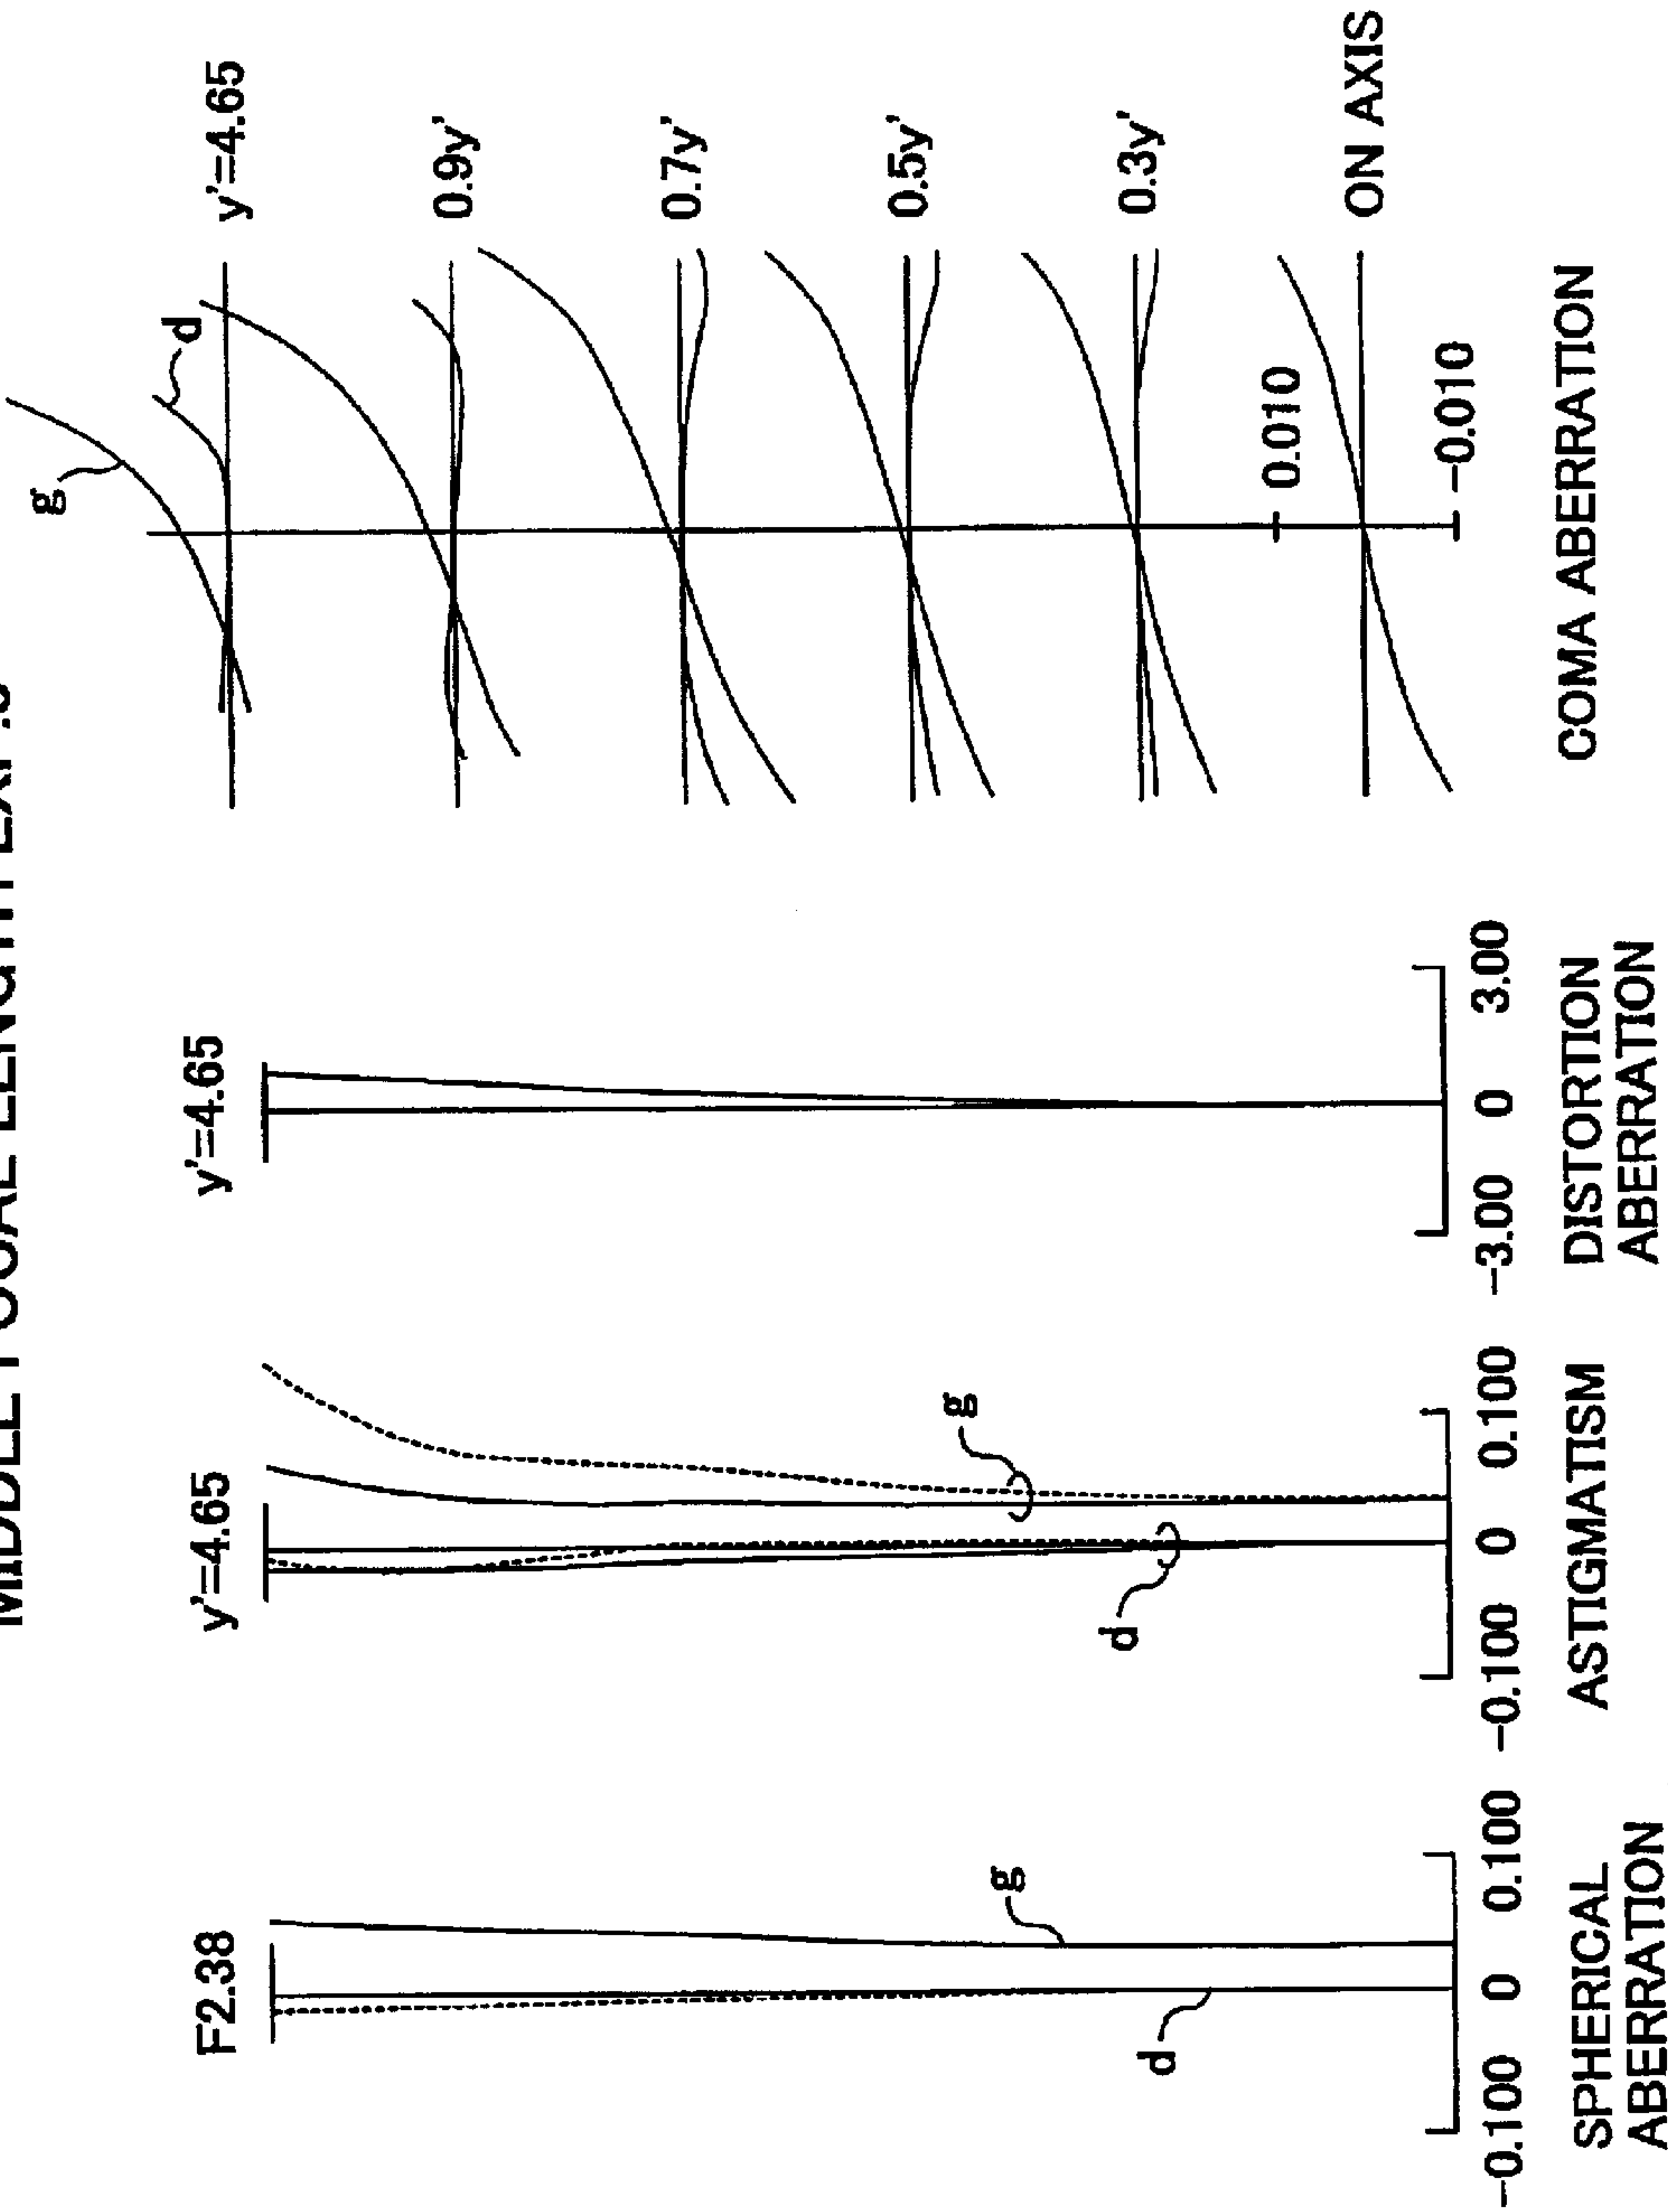 MIDDLE FOCAL LENGTH
F2.38
g
d
-0.100 0 0.100
SPHERICAL
ABERRATION
y'=4.65
g
d
-0.100 0 0.100
ASTIGMATISM
y'=4.65
-3.00 0 3.00
DISTORTION
ABERRATION
g
d
y'=4.65
0.9y'
0.7y'
0.5y'
0.3y'
0.010
ON AXIS
-0.010
COMA ABERRATION